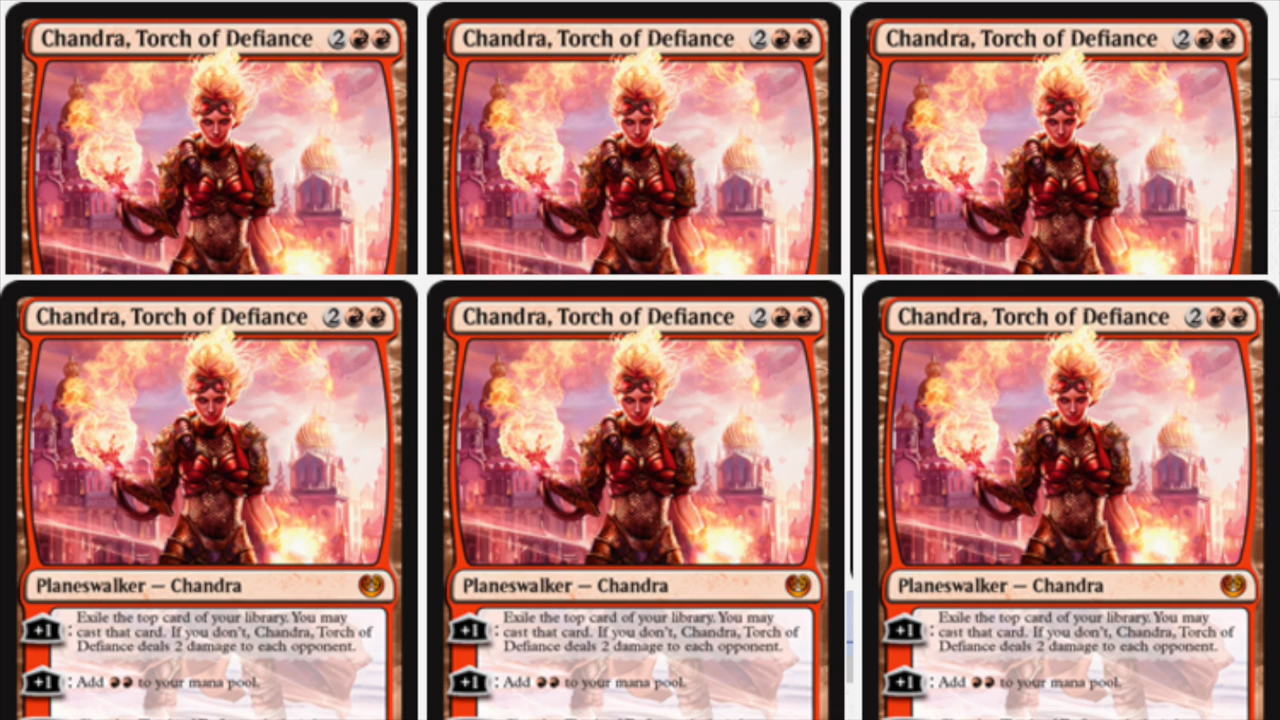 Chandra, Torch of Defiance 2
Chandra, Torch of Defiance 2
Chandra, Torch of Defiance 2
Chandra, Torch of Defiance 2
Planeswalker — Chandra
+1 : Exile the top card of your library. You may
cast that card. If you don't, Chandra, Torch of
Defiance deals 2 damage to each opponent.
+1 : Add to your mana pool.
Chandra, Torch of Defiance 2
Planeswalker — Chandra
+1 : Exile the top card of your library. You may
cast that card. If you don't, Chandra, Torch of
Defiance deals 2 damage to each opponent.
+1 : Add to your mana pool.
Chandra, Torch of Defiance 2
Planeswalker — Chandra
+1 : Exile the top card of your library. You may
cast that card. If you don't, Chandra, Torch of
Defiance deals 2 damage to each opponent.
+1 : Add to your mana pool.